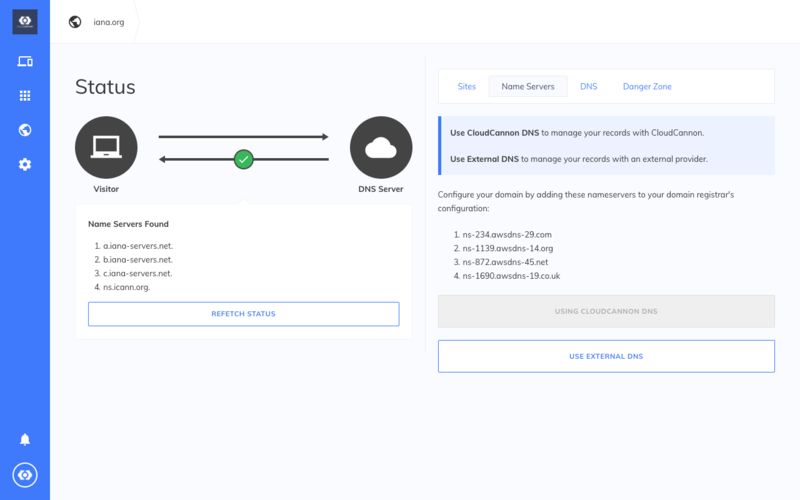 iana.org
Status
Visitor
DNS Server
Name Servers Found
1. a.iana-servers.net.
2. b.iana-servers.net.
3. c.iana-servers.net.
4. ns.icann.org.
REFETCH STATUS
Sites Name Servers DNS Danger Zone
Use CloudCannon DNS to manage your records with CloudCannon.
Use External DNS to manage your records with an external provider.
Configure your domain by adding these nameservers to your domain registrar's
configuration:
1. ns-234.awsdns-29.com
2. ns-1139.awsdns-14.org
3. ns-872.awsdns-45.net
4. ns-1690.awsdns-19.co.uk
USING CLOUDCANNON DNS
USE EXTERNAL DNS